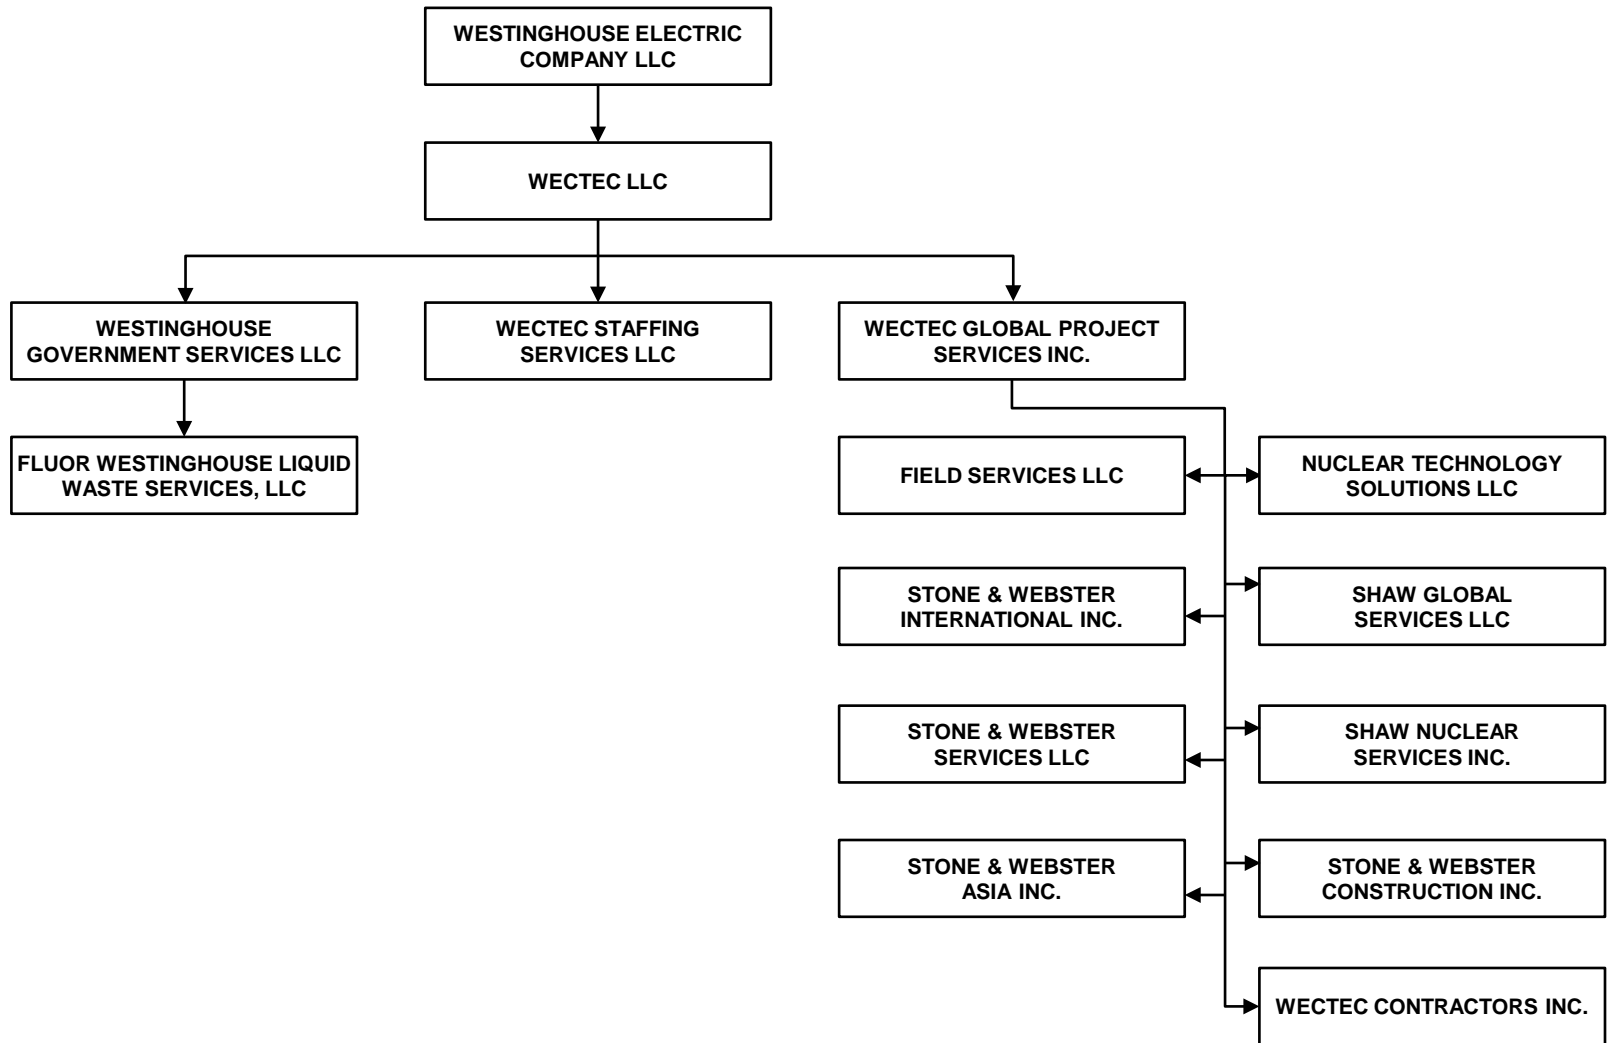 WESTINGHOUSE ELECTRIC
COMPANY LLC
WECTEC LLC
WESTINGHOUSE
GOVERNMENT SERVICES LLC
WECTEC STAFFING
SERVICES LLC
WECTEC GLOBAL PROJECT
SERVICES INC.
FLUOR WESTINGHOUSE LIQUID
WASTE SERVICES, LLC
FIELD SERVICES LLC
NUCLEAR TECHNOLOGY
SOLUTIONS LLC
STONE & WEBSTER
INTERNATIONAL INC.
SHAW GLOBAL
SERVICES LLC
STONE & WEBSTER
SERVICES LLC
SHAW NUCLEAR
SERVICES INC.
STONE & WEBSTER
ASIA INC.
STONE & WEBSTER
CONSTRUCTION INC.
WECTEC CONTRACTORS INC.